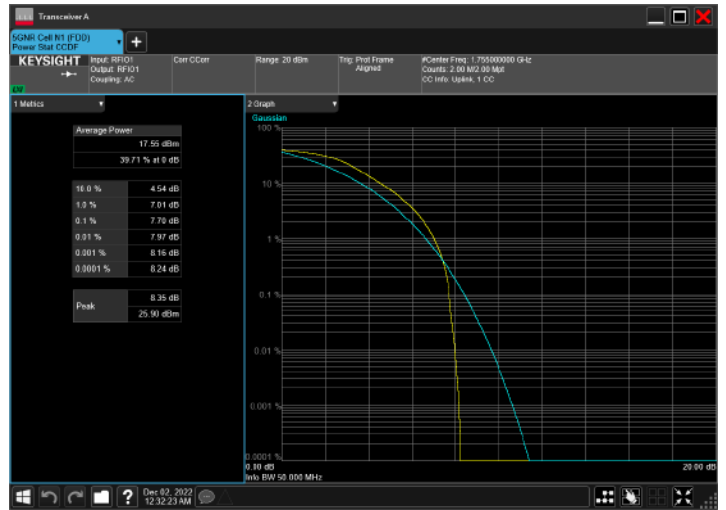 Transceiver A
5GNR Cell N1 (FDD)
Power Stat CCDF
KEYSIGHT
Input: RFIO1
Output: RFIO1
Coupling: AC
Corr CCorr
Range: 20 dBm
Trig: Prot Frame
Aligned
#Center Freq: 1.755000000 GHz
Counts: 2.00 M/2.00 Mpt
CC Info: Uplink, 1 CC
1 Metrics
Average Power
17.55 dBm
39.71 % at 0 dB
10.0 % 4.54 dB
1.0 % 7.01 dB
0.1 % 7.70 dB
0.01 % 7.97 dB
0.001 % 8.16 dB
0.0001 % 8.24 dB
Peak
8.35 dB
25.90 dBm
2 Graph
Gaussian
100 %
10 %
1 %
0.1 %
0.01 %
0.001 %
0.0001 %
0.00 dB
20.00 dB
Info BW 50.000 MHz
Dec 02, 2022
12:32:23 AM